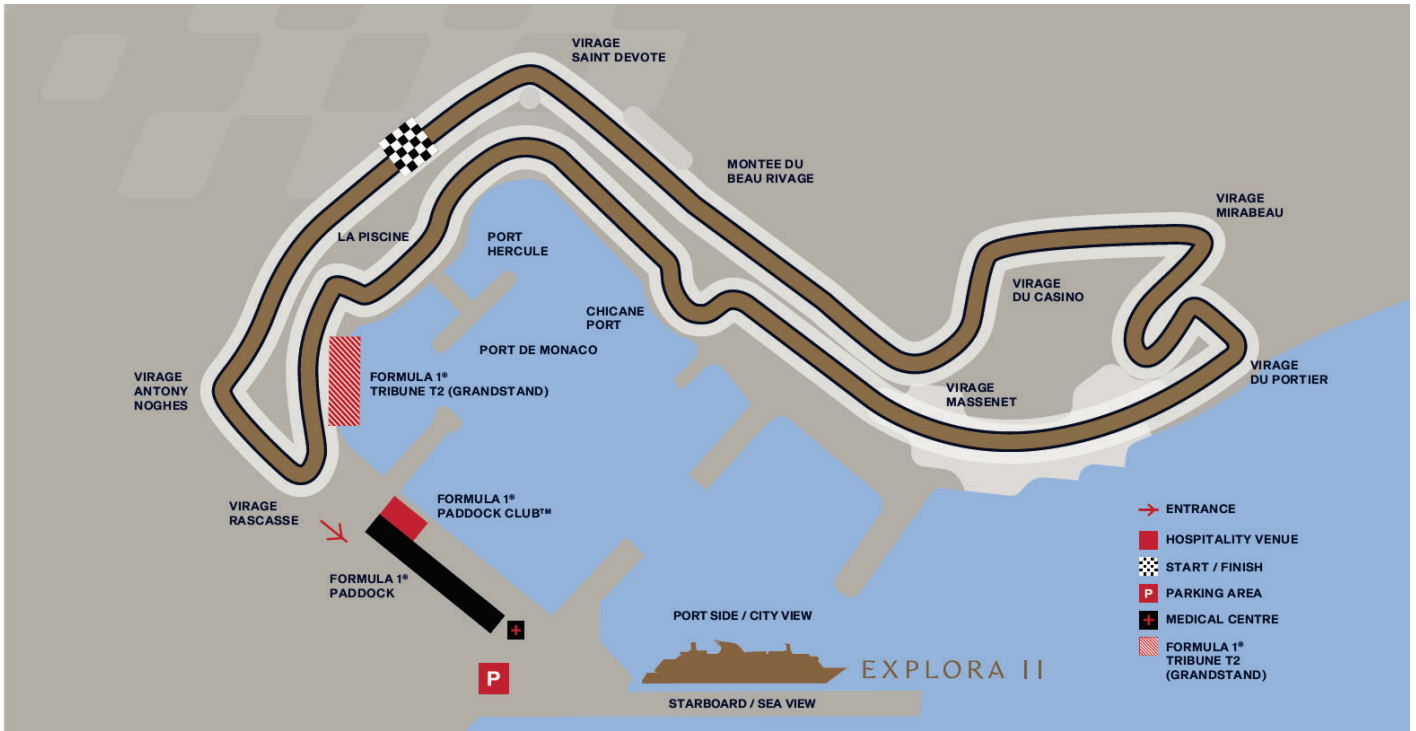 VIRAGE
SAINT DEVOTE
MONTEE DU
BEAU RIVAGE
VIRAGE
MIRABEAU
LA PISCINE
PORT
HERCULE
VIRAGE
DU CASINO
CHICANE
PORT
PORT DE MONACO
VIRAGE
ANTONY
NOGHES
FORMULA 1®
TRIBUNE T2 (GRANDSTAND)
VIRAGE
MASSENET
VIRAGE
DU PORTIER
VIRAGE
RASCASSE
FORMULA 1®
PADDOCK CLUB™
FORMULA 1®
PADDOCK
P
PORT SIDE / CITY VIEW
EXPLORA II
STARBOARD / SEA VIEW
ENTRANCE
HOSPITALITY VENUE
START / FINISH
P PARKING AREA
MEDICAL CENTRE
FORMULA 1®
TRIBUNE T2
(GRANDSTAND)